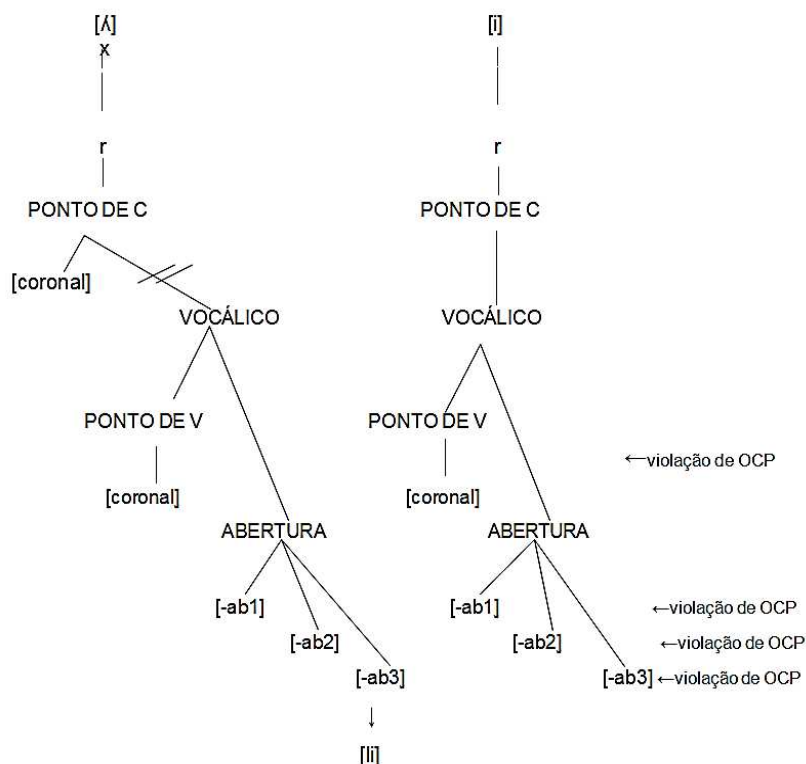 [ʎ] [i]
x
r r
PONTO DE C PONTO DE C
[coronal]
VOCÁLICO VOCÁLICO
PONTO DE V PONTO DE V
←violação de OCP
[coronal] [coronal]
ABERTURA ABERTURA
[-ab1] [-ab1] ←violação de OCP
[-ab2] [-ab2] ←violação de OCP
[-ab3] [-ab3] ←violação de OCP
↓
[li]